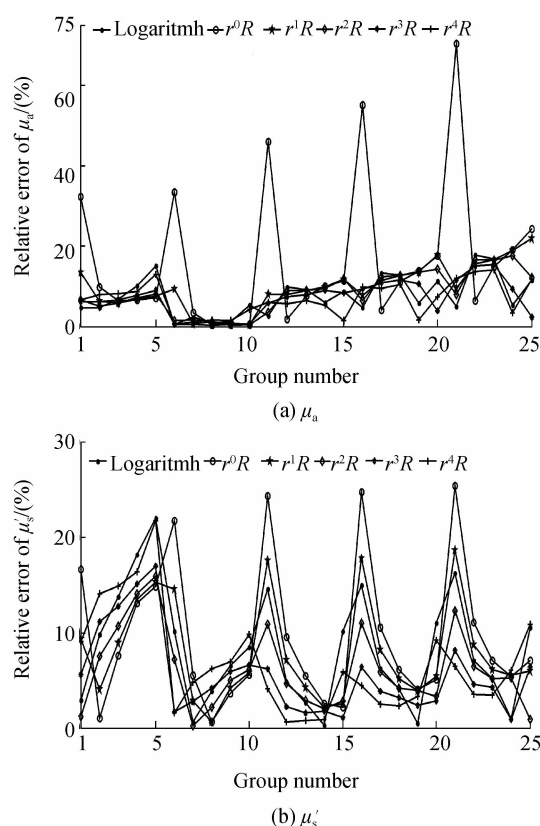 75
Logaritmh r⁰R r¹R r²R r³R r⁴R
60
40
20
0
Relative error of μa/(%)
1 5 10 15 20 25
Group number
(a) μa
30
Logaritmh r⁰R r¹R r²R r³R r⁴R
20
10
0
Relative error of μs′/(%)
1 5 10 15 20 25
Group number
(b) μs′